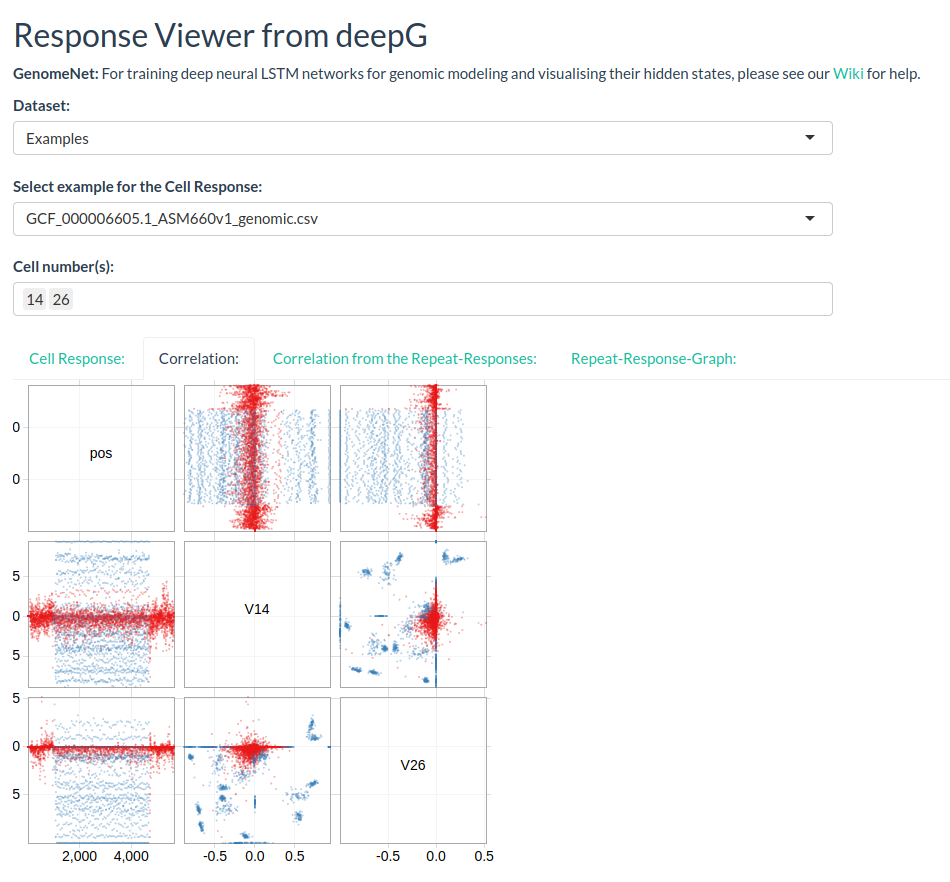 Response Viewer from deepG
GenomeNet: For training deep neural LSTM networks for genomic modeling and visualising their hidden states, please see our Wiki for help.
Dataset:
Examples
Select example for the Cell Response:
GCF_000006605.1_ASM660v1_genomic.csv
Cell number(s):
14 26
Cell Response: Correlation: Correlation from the Repeat-Responses: Repeat-Response-Graph:
0
pos
0
5
0 V14
5
5
0
V26
5
2,000 4,000 -0.5 0.0 0.5 -0.5 0.0 0.5